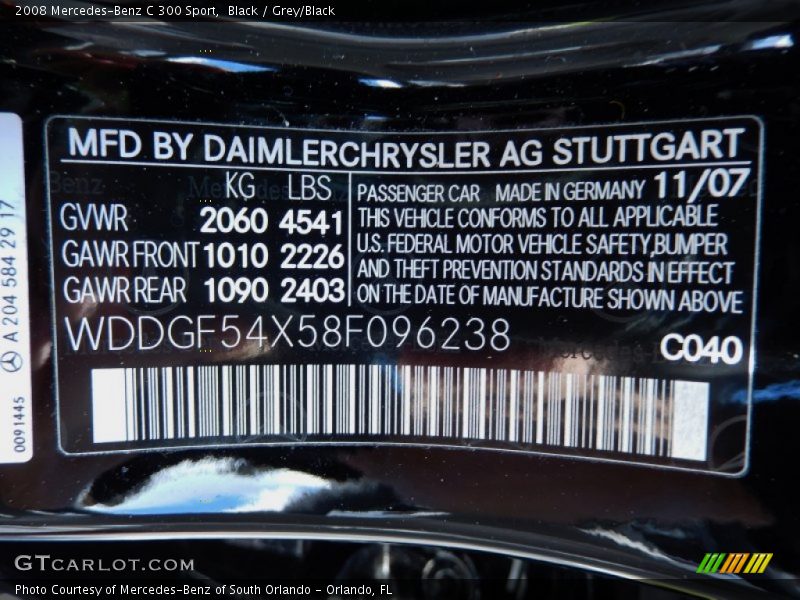 2008 Mercedes-Benz C 300 Sport,  Black / Grey/Black
MFD BY DAIMLERCHRYSLER AG STUTTGART
KG LBS
GVWR 2060 4541
GAWR FRONT 1010 2226
GAWR REAR 1090 2403
PASSENGER CAR MADE IN GERMANY 11/07
THIS VEHICLE CONFORMS TO ALL APPLICABLE
U.S. FEDERAL MOTOR VEHICLE SAFETY,BUMPER
AND THEFT PREVENTION STANDARDS IN EFFECT
ON THE DATE OF MANUFACTURE SHOWN ABOVE
WDDGF54X58F096238
C040
A 204 584 29 17
0091445
GTCARLOT.COM
Photo Courtesy of Mercedes-Benz of South Orlando - Orlando, FL